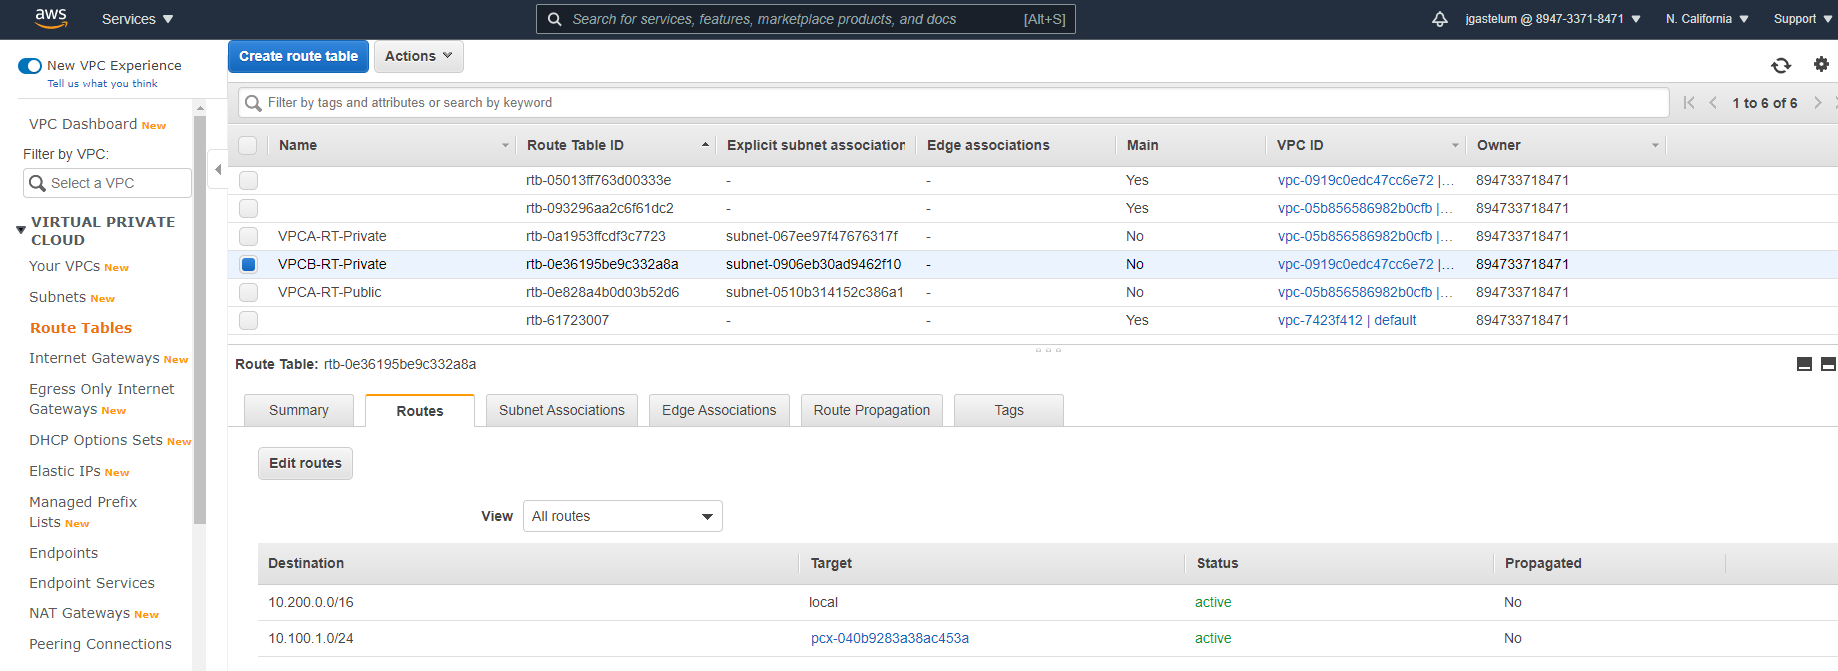 aws Services Search for services, features, marketplace products, and docs [Alt+S] jgastelum @ 8947-3371-8471 N. California Support
New VPC Experience
Tell us what you think
VPC Dashboard New
Filter by VPC:
Select a VPC
VIRTUAL PRIVATE
CLOUD
Your VPCs New
Subnets New
Route Tables
Internet Gateways New
Egress Only Internet
Gateways New
DHCP Options Sets New
Elastic IPs New
Managed Prefix
Lists New
Endpoints
Endpoint Services
NAT Gateways New
Peering Connections
Create route table Actions
Filter by tags and attributes or search by keyword 1 to 6 of 6
Name Route Table ID Explicit subnet association Edge associations Main VPC ID Owner
rtb-05013ff763d00333e - - Yes vpc-0919c0edc47cc6e72 |... 894733718471
rtb-093296aa2c6f61dc2 - - Yes vpc-05b856586982b0cfb |... 894733718471
VPCA-RT-Private rtb-0a1953ffcdf3c7723 subnet-067ee97f47676317f - No vpc-05b856586982b0cfb |... 894733718471
VPCB-RT-Private rtb-0e36195be9c332a8a subnet-0906eb30ad9462f10 - No vpc-0919c0edc47cc6e72 |... 894733718471
VPCA-RT-Public rtb-0e828a4b0d03b52d6 subnet-0510b314152c386a1 - No vpc-05b856586982b0cfb |... 894733718471
rtb-61723007 - - Yes vpc-7423f412 | default 894733718471
Route Table: rtb-0e36195be9c332a8a
Summary Routes Subnet Associations Edge Associations Route Propagation Tags
Edit routes
View All routes
Destination Target Status Propagated
10.200.0.0/16 local active No
10.100.1.0/24 pcx-040b9283a38ac453a active No